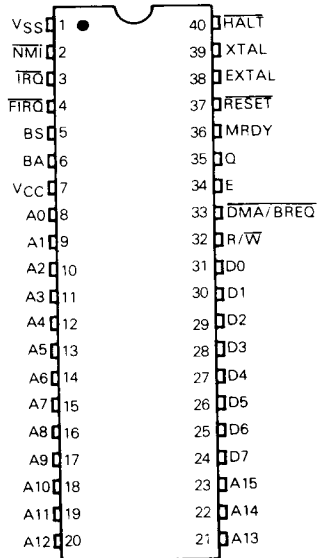 VSS 1 40 HALT
NMI 2 39 XTAL
IRQ 3 38 EXTAL
FIRQ 4 37 RESET
BS 5 36 MRDY
BA 6 35 Q
VCC 7 34 E
A0 8 33 DMA/BREQ
A1 9 32 R/W
A2 10 31 D0
A3 11 30 D1
A4 12 29 D2
A5 13 28 D3
A6 14 27 D4
A7 15 26 D5
A8 16 25 D6
A9 17 24 D7
A10 18 23 A15
A11 19 22 A14
A12 20 21 A13